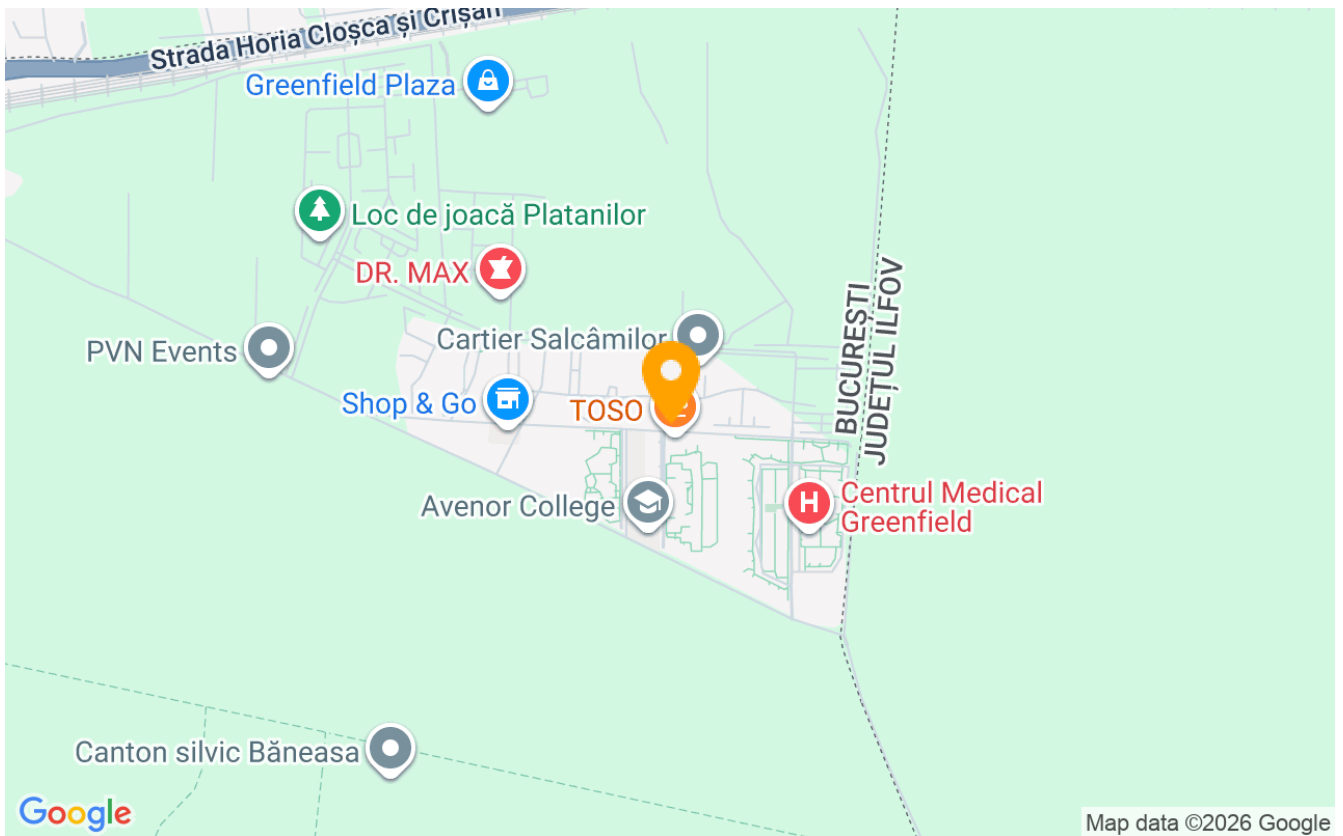 Strada Horia Cloșca și Crișan
Greenfield Plaza
Loc de joacă Platanilor
DR. MAX
BUCUREȘTI
JUDEȚUL ILFOV
Cartier Salcâmilor
PVN Events
Shop & Go
TOSO
Avenor College
H
Centrul Medical
Greenfield
Canton silvic Băneasa
Google
Map data ©2026 Google